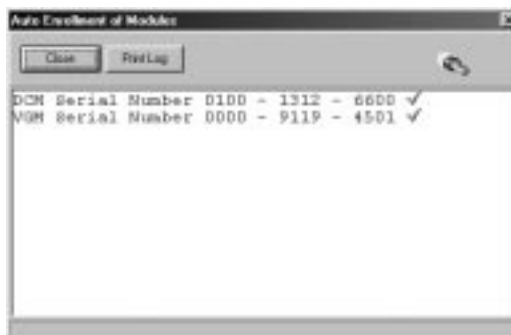 Auto Enrollment of Modules
Close Print Log
DCM Serial Number 0100 - 1312 - 6600 ✓
VGM Serial Number 0000 - 9119 - 4501 ✓